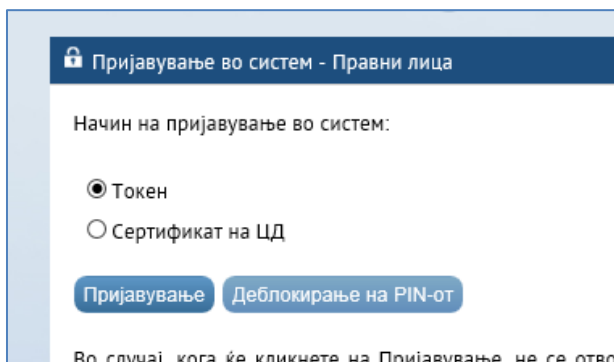 Пријавување во систем - Правни лица
Начин на пријавување во систем:
Токен
Сертификат на ЦД
Пријавување Деблокирање на PIN-от
Во случај, кога ќе кликнете на Пријавување, не се